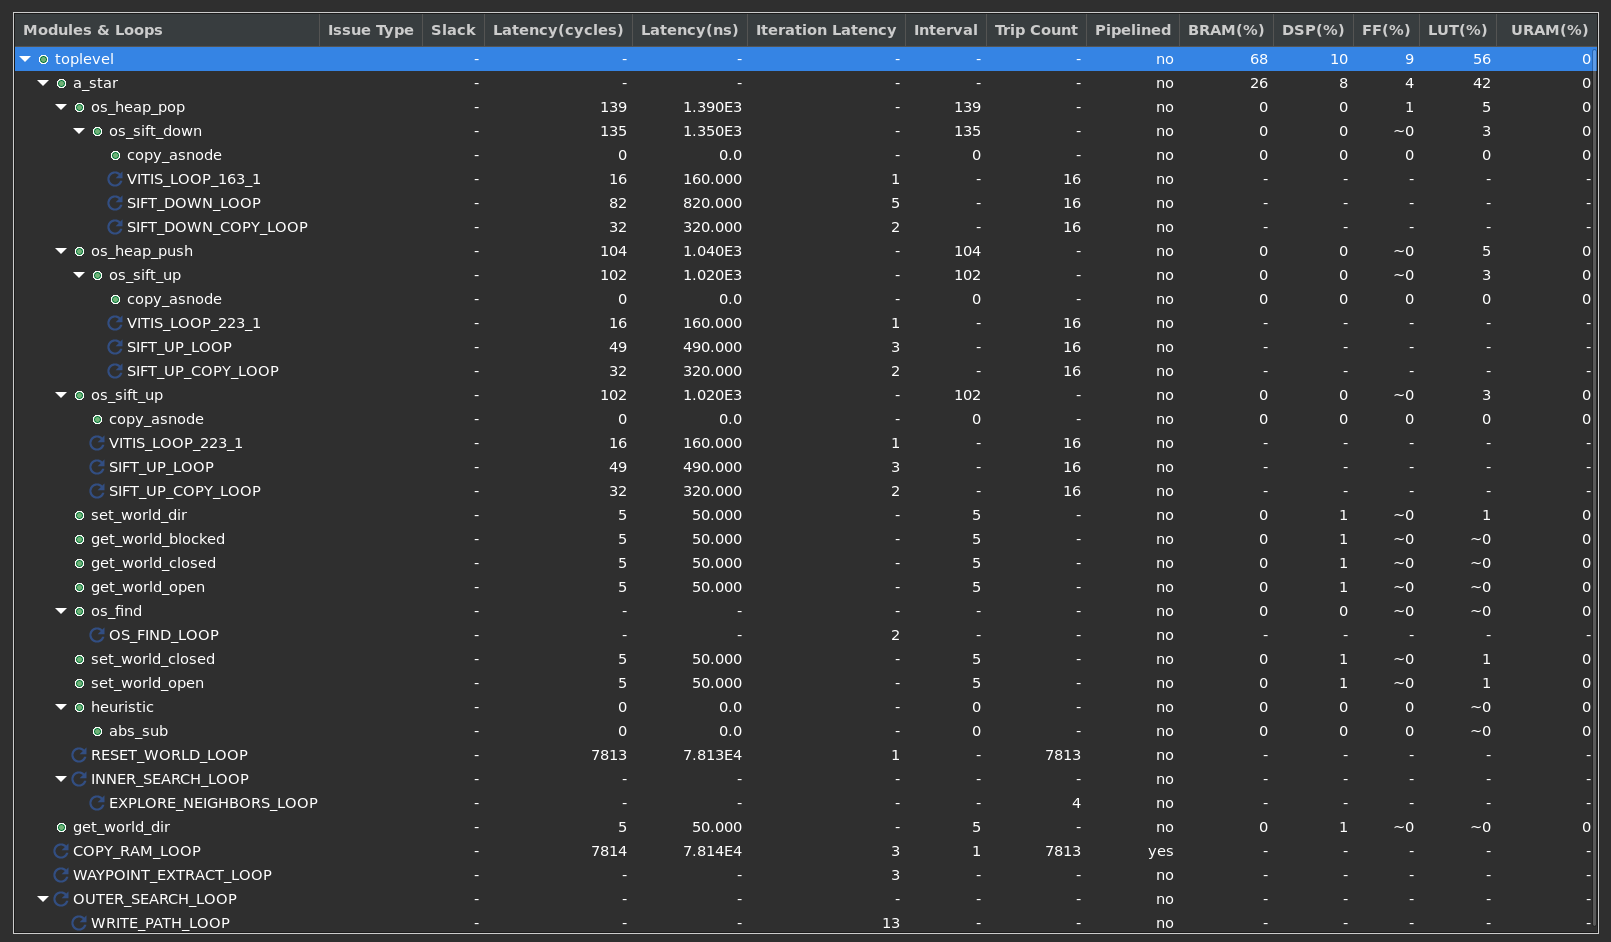 Modules & Loops Issue Type Slack Latency(cycles) Latency(ns) Iteration Latency Interval Trip Count Pipelined BRAM(%) DSP(%) FF(%) LUT(%) URAM(%)
toplevel - - - - - - no 68 10 9 56 0
a_star - - - - - - no 26 8 4 42 0
os_heap_pop - 139 1.390E3 - 139 - no 0 0 1 5 0
os_sift_down - 135 1.350E3 - 135 - no 0 0 ~0 3 0
copy_asnode - 0 0.0 - 0 - no 0 0 0 0 0
VITIS_LOOP_163_1 - 16 160.000 1 - 16 no - - - - -
SIFT_DOWN_LOOP - 82 820.000 5 - 16 no - - - - -
SIFT_DOWN_COPY_LOOP - 32 320.000 2 - 16 no - - - - -
os_heap_push - 104 1.040E3 - 104 - no 0 0 ~0 5 0
os_sift_up - 102 1.020E3 - 102 - no 0 0 ~0 3 0
copy_asnode - 0 0.0 - 0 - no 0 0 0 0 0
VITIS_LOOP_223_1 - 16 160.000 1 - 16 no - - - - -
SIFT_UP_LOOP - 49 490.000 3 - 16 no - - - - -
SIFT_UP_COPY_LOOP - 32 320.000 2 - 16 no - - - - -
os_sift_up - 102 1.020E3 - 102 - no 0 0 ~0 3 0
copy_asnode - 0 0.0 - 0 - no 0 0 0 0 0
VITIS_LOOP_223_1 - 16 160.000 1 - 16 no - - - - -
SIFT_UP_LOOP - 49 490.000 3 - 16 no - - - - -
SIFT_UP_COPY_LOOP - 32 320.000 2 - 16 no - - - - -
set_world_dir - 5 50.000 - 5 - no 0 1 ~0 1 0
get_world_blocked - 5 50.000 - 5 - no 0 1 ~0 ~0 0
get_world_closed - 5 50.000 - 5 - no 0 1 ~0 ~0 0
get_world_open - 5 50.000 - 5 - no 0 1 ~0 ~0 0
os_find - - - - - - no 0 0 ~0 ~0 0
OS_FIND_LOOP - - - 2 - - no - - - - -
set_world_closed - 5 50.000 - 5 - no 0 1 ~0 1 0
set_world_open - 5 50.000 - 5 - no 0 1 ~0 1 0
heuristic - 0 0.0 - 0 - no 0 0 0 ~0 0
abs_sub - 0 0.0 - 0 - no 0 0 0 ~0 0
RESET_WORLD_LOOP - 7813 7.813E4 1 - 7813 no - - - - -
INNER_SEARCH_LOOP - - - - - - no - - - - -
EXPLORE_NEIGHBORS_LOOP - - - - - 4 no - - - - -
get_world_dir - 5 50.000 - 5 - no 0 1 ~0 ~0 0
COPY_RAM_LOOP - 7814 7.814E4 3 1 7813 yes - - - - -
WAYPOINT_EXTRACT_LOOP - - - 3 - - no - - - - -
OUTER_SEARCH_LOOP - - - - - - no - - - - -
WRITE_PATH_LOOP - - - 13 - - no - - - - -